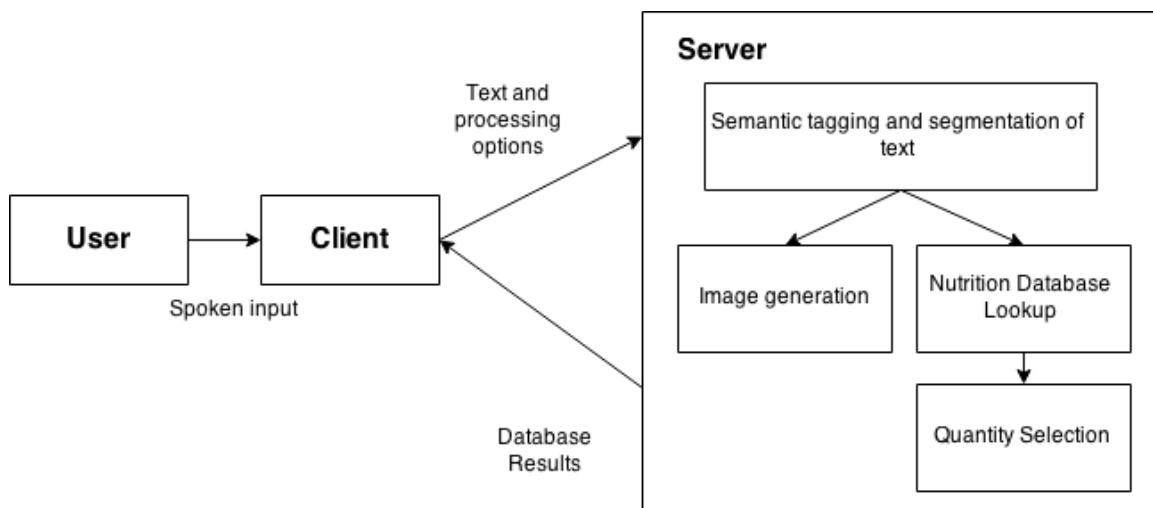 User
Spoken input
Client
Text and
processing
options
Database
Results
Server
Semantic tagging and segmentation of
text
Image generation
Nutrition Database
Lookup
Quantity Selection